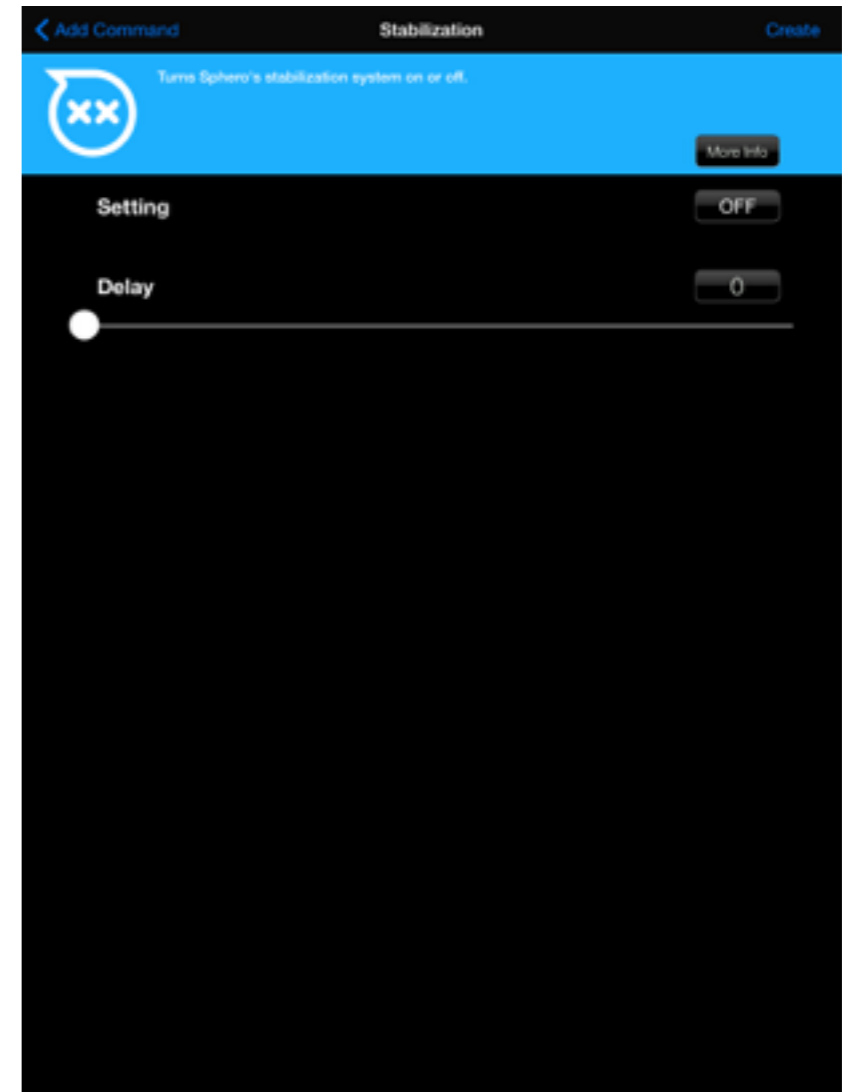 Add Command
Stabilization
Create
Turns Sphero's stabilization system on or off.
More Info
Setting
OFF
Delay
0